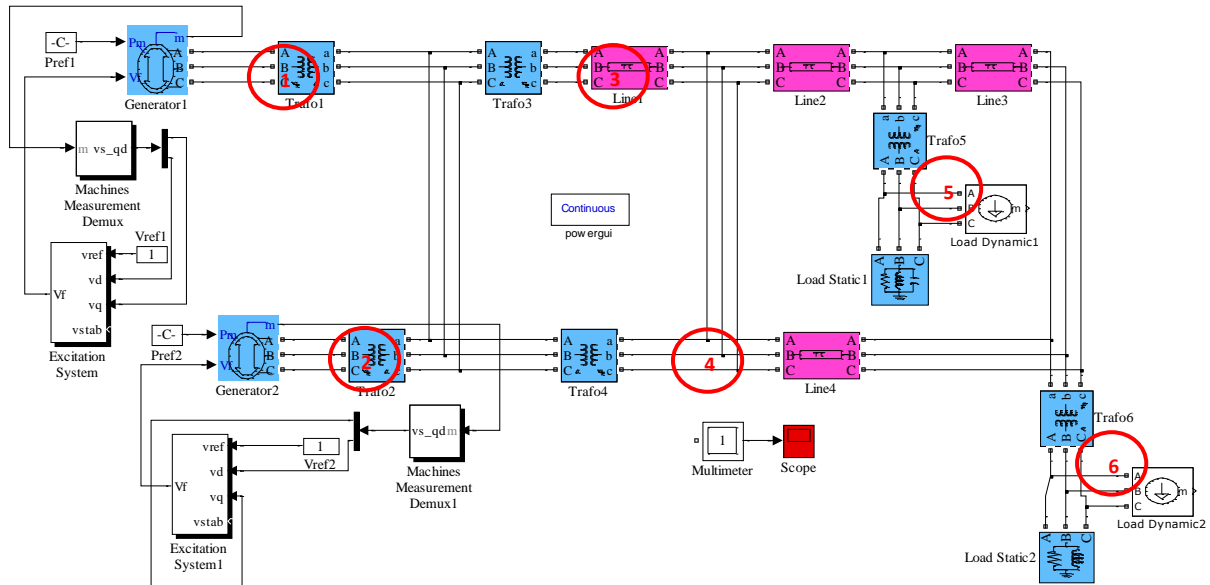 -C-
Pref1
Pm
m
Vf
A
B
C
Generator1
A
B
C
a
b
c
1
Trafo1
A
B
C
a
b
c
Trafo3
A
B
C
A
B
C
3
Line1
A
B
C
A
B
C
Line2
A
B
C
A
B
C
Line3
m
vs_qd
Machines
Measurement
Demux
a
b
c
A
B
C
Trafo5
Continuous
powergui
5
A
B
C
m
Load Dynamic1
A
B
C
Load Static1
Vref1
1
vref
vd
vq
vstab
Vf
Excitation
System
-C-
Pref2
Pm
m
Vf
A
B
C
Generator2
A
B
C
a
b
c
2
Trafo2
A
B
C
a
b
c
Trafo4
4
A
B
C
A
B
C
Line4
vs_qd
m
Machines
Measurement
Demux1
1
Vref2
vref
vd
vq
vstab
Vf
Excitation
System1
1
Multimeter
Scope
a
b
c
A
B
C
Trafo6
6
A
B
C
m
Load Dynamic2
A
B
C
Load Static2